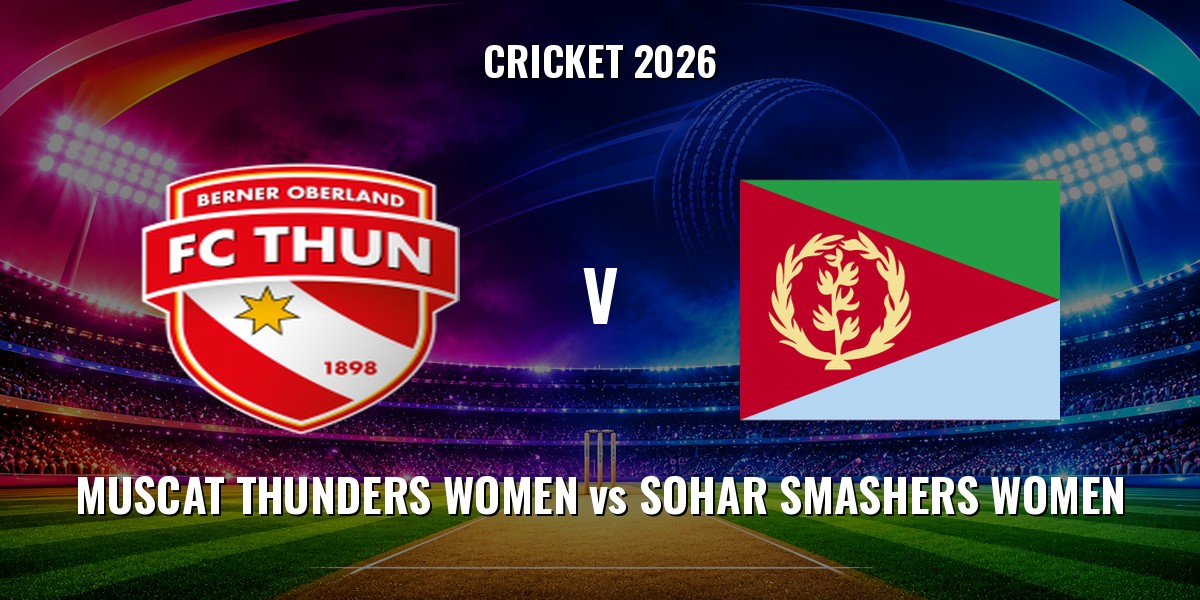 CRICKET 2026
BERNER OBERLAND
FC THUN
1898
V
MUSCAT THUNDERS WOMEN vs SOHAR SMASHERS WOMEN